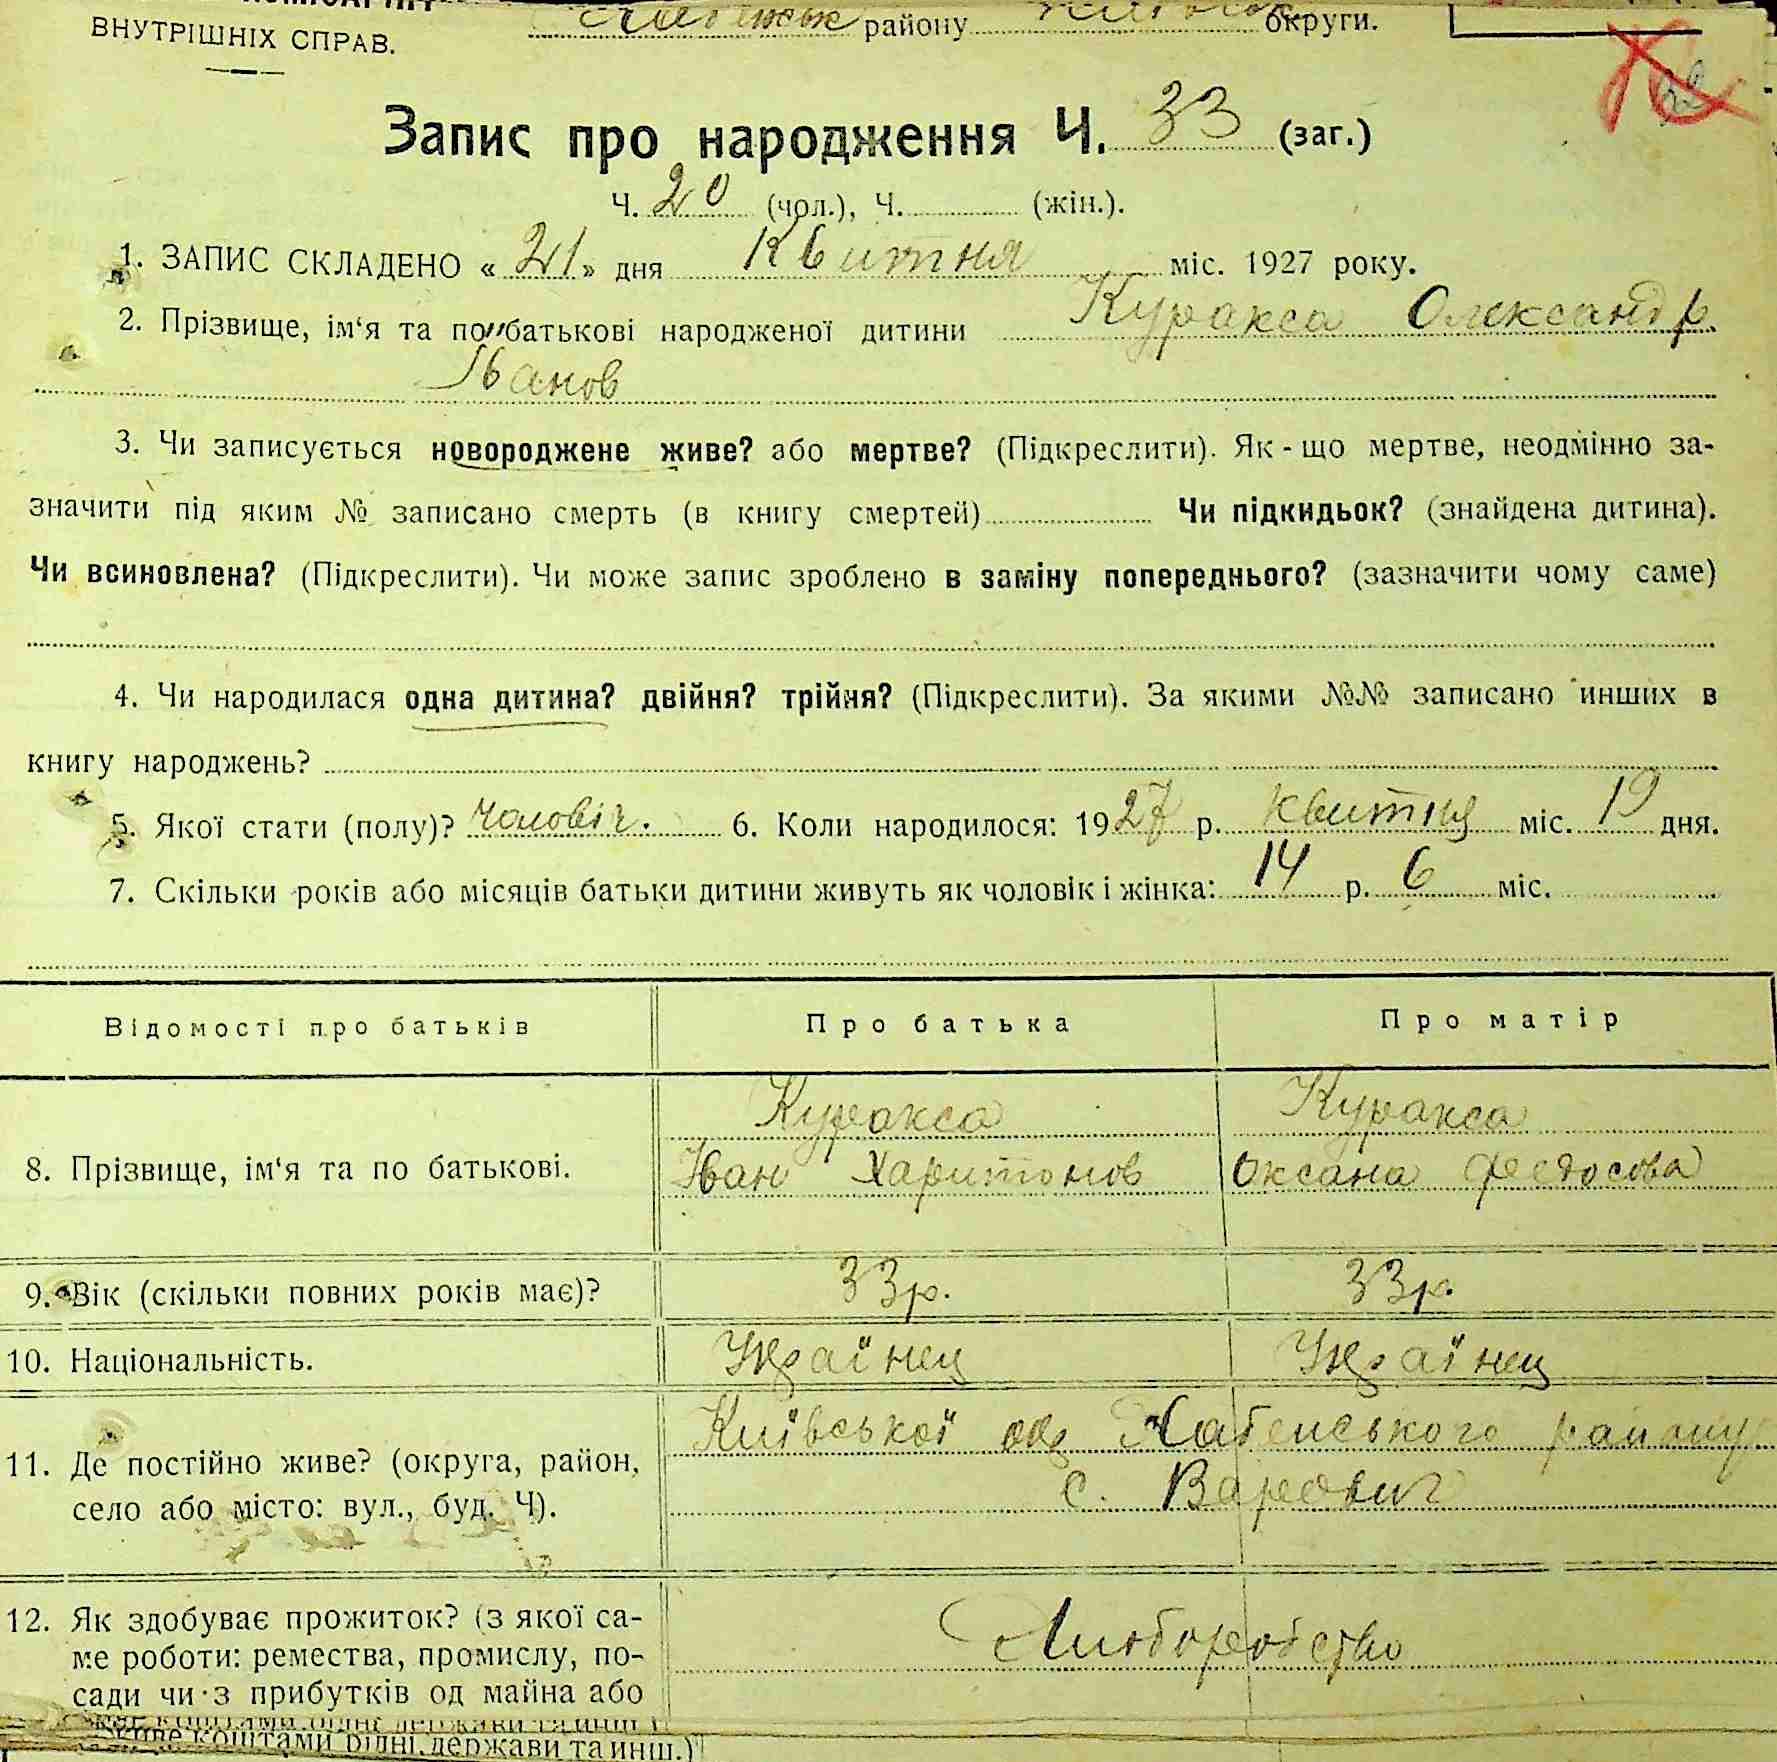 ВНУТРІШНІХ СПРАВ.
району округи.
Запис про народження Ч. 33 (заг.)
Ч. 20 (чол.), Ч. (жін.).
1. ЗАПИС СКЛАДЕНО « 21 » дня Квитня міс. 1927 року.
2. Прізвище, ім‘я та по батькові народженої дитини Куракса Олександр
Іванов
3. Чи записується новороджене живе? або мертве? (Підкреслити). Як-що мертве, неодмінно за-
значити під яким № записано смерть (в книгу смертей) Чи підкидьок? (знайдена дитина).
Чи всиновлена? (Підкреслити). Чи може запис зроблено в заміну попереднього? (зазначити чому саме)
4. Чи народилася одна дитина? двійня? трійня? (Підкреслити). За якими №№ записано инших в
книгу народжень?
5. Якої стати (полу)? чоловіч. 6. Коли народилося: 1927 р. квитня міс. 19 дня.
7. Скільки років або місяців батьки дитини живуть як чоловік і жінка: 14 р. 6 міс.
Відомості про батьків Про батька Про матір
Куракса Куракса
8. Прізвище, ім‘я та по батькові. Іван Харитонов Оксана Федосова
9. Вік (скільки повних років має)? 33р. 33р.
10. Національність. Українец Українец
Київської окр Хабенського району
11. Де постійно живе? (округа, район,
село або місто: вул., буд. Ч). с. Варович
12. Як здобуває прожиток? (з якої са-
ме роботи: ремества, промислу, по- Хліборобство
сади чи з прибутків од майна або
живе коштами рідні, держави та инш.)